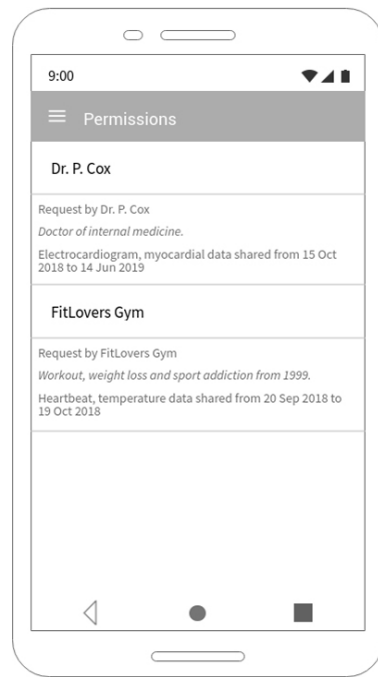 9:00
Permissions
Dr. P. Cox
Request by Dr. P. Cox
Doctor of internal medicine.
Electrocardiogram, myocardial data shared from 15 Oct
2018 to 14 Jun 2019
FitLovers Gym
Request by FitLovers Gym
Workout, weight loss and sport addiction from 1999.
Heartbeat, temperature data shared from 20 Sep 2018 to
19 Oct 2018